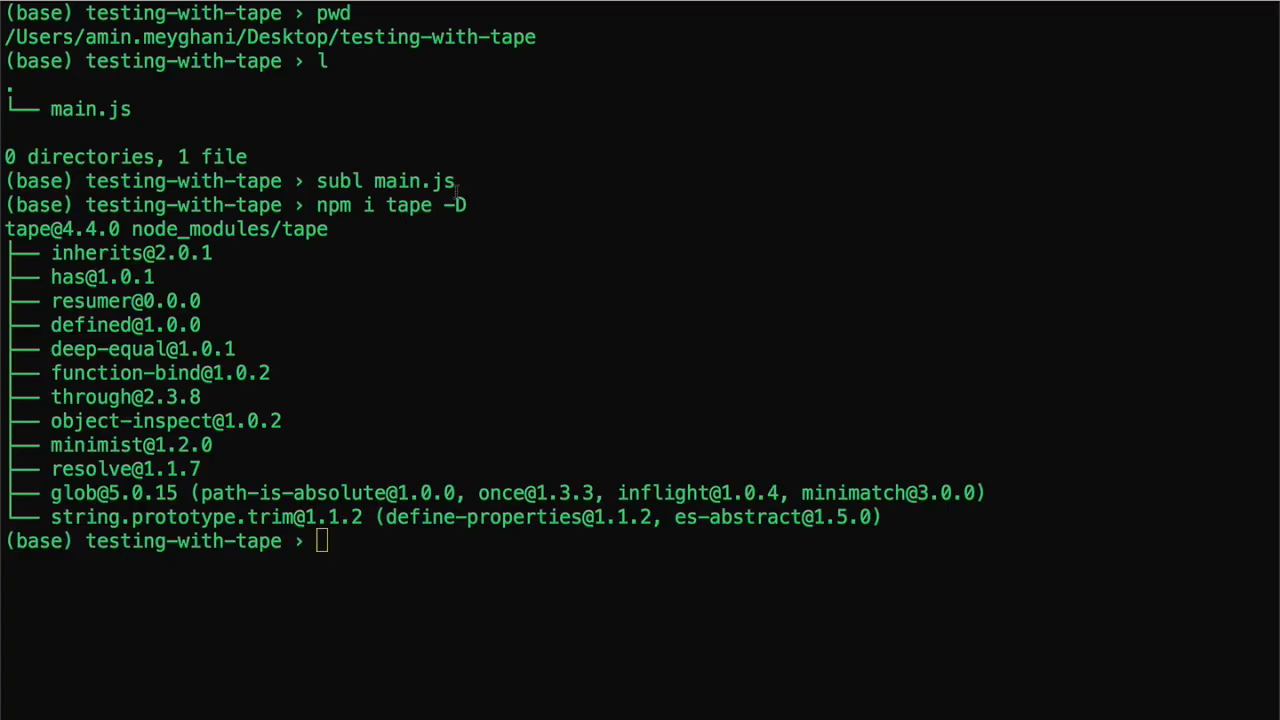 (base) testing-with-tape › pwd
/Users/amin.meyghani/Desktop/testing-with-tape
(base) testing-with-tape › l
.
└── main.js
0 directories, 1 file
(base) testing-with-tape › subl main.js
(base) testing-with-tape › npm i tape -D
tape@4.4.0 node_modules/tape
├── inherits@2.0.1
├── has@1.0.1
├── resumer@0.0.0
├── defined@1.0.0
├── deep-equal@1.0.1
├── function-bind@1.0.2
├── through@2.3.8
├── object-inspect@1.0.2
├── minimist@1.2.0
├── resolve@1.1.7
├── glob@5.0.15 (path-is-absolute@1.0.0, once@1.3.3, inflight@1.0.4, minimatch@3.0.0)
└── string.prototype.trim@1.1.2 (define-properties@1.1.2, es-abstract@1.5.0)
(base) testing-with-tape ›